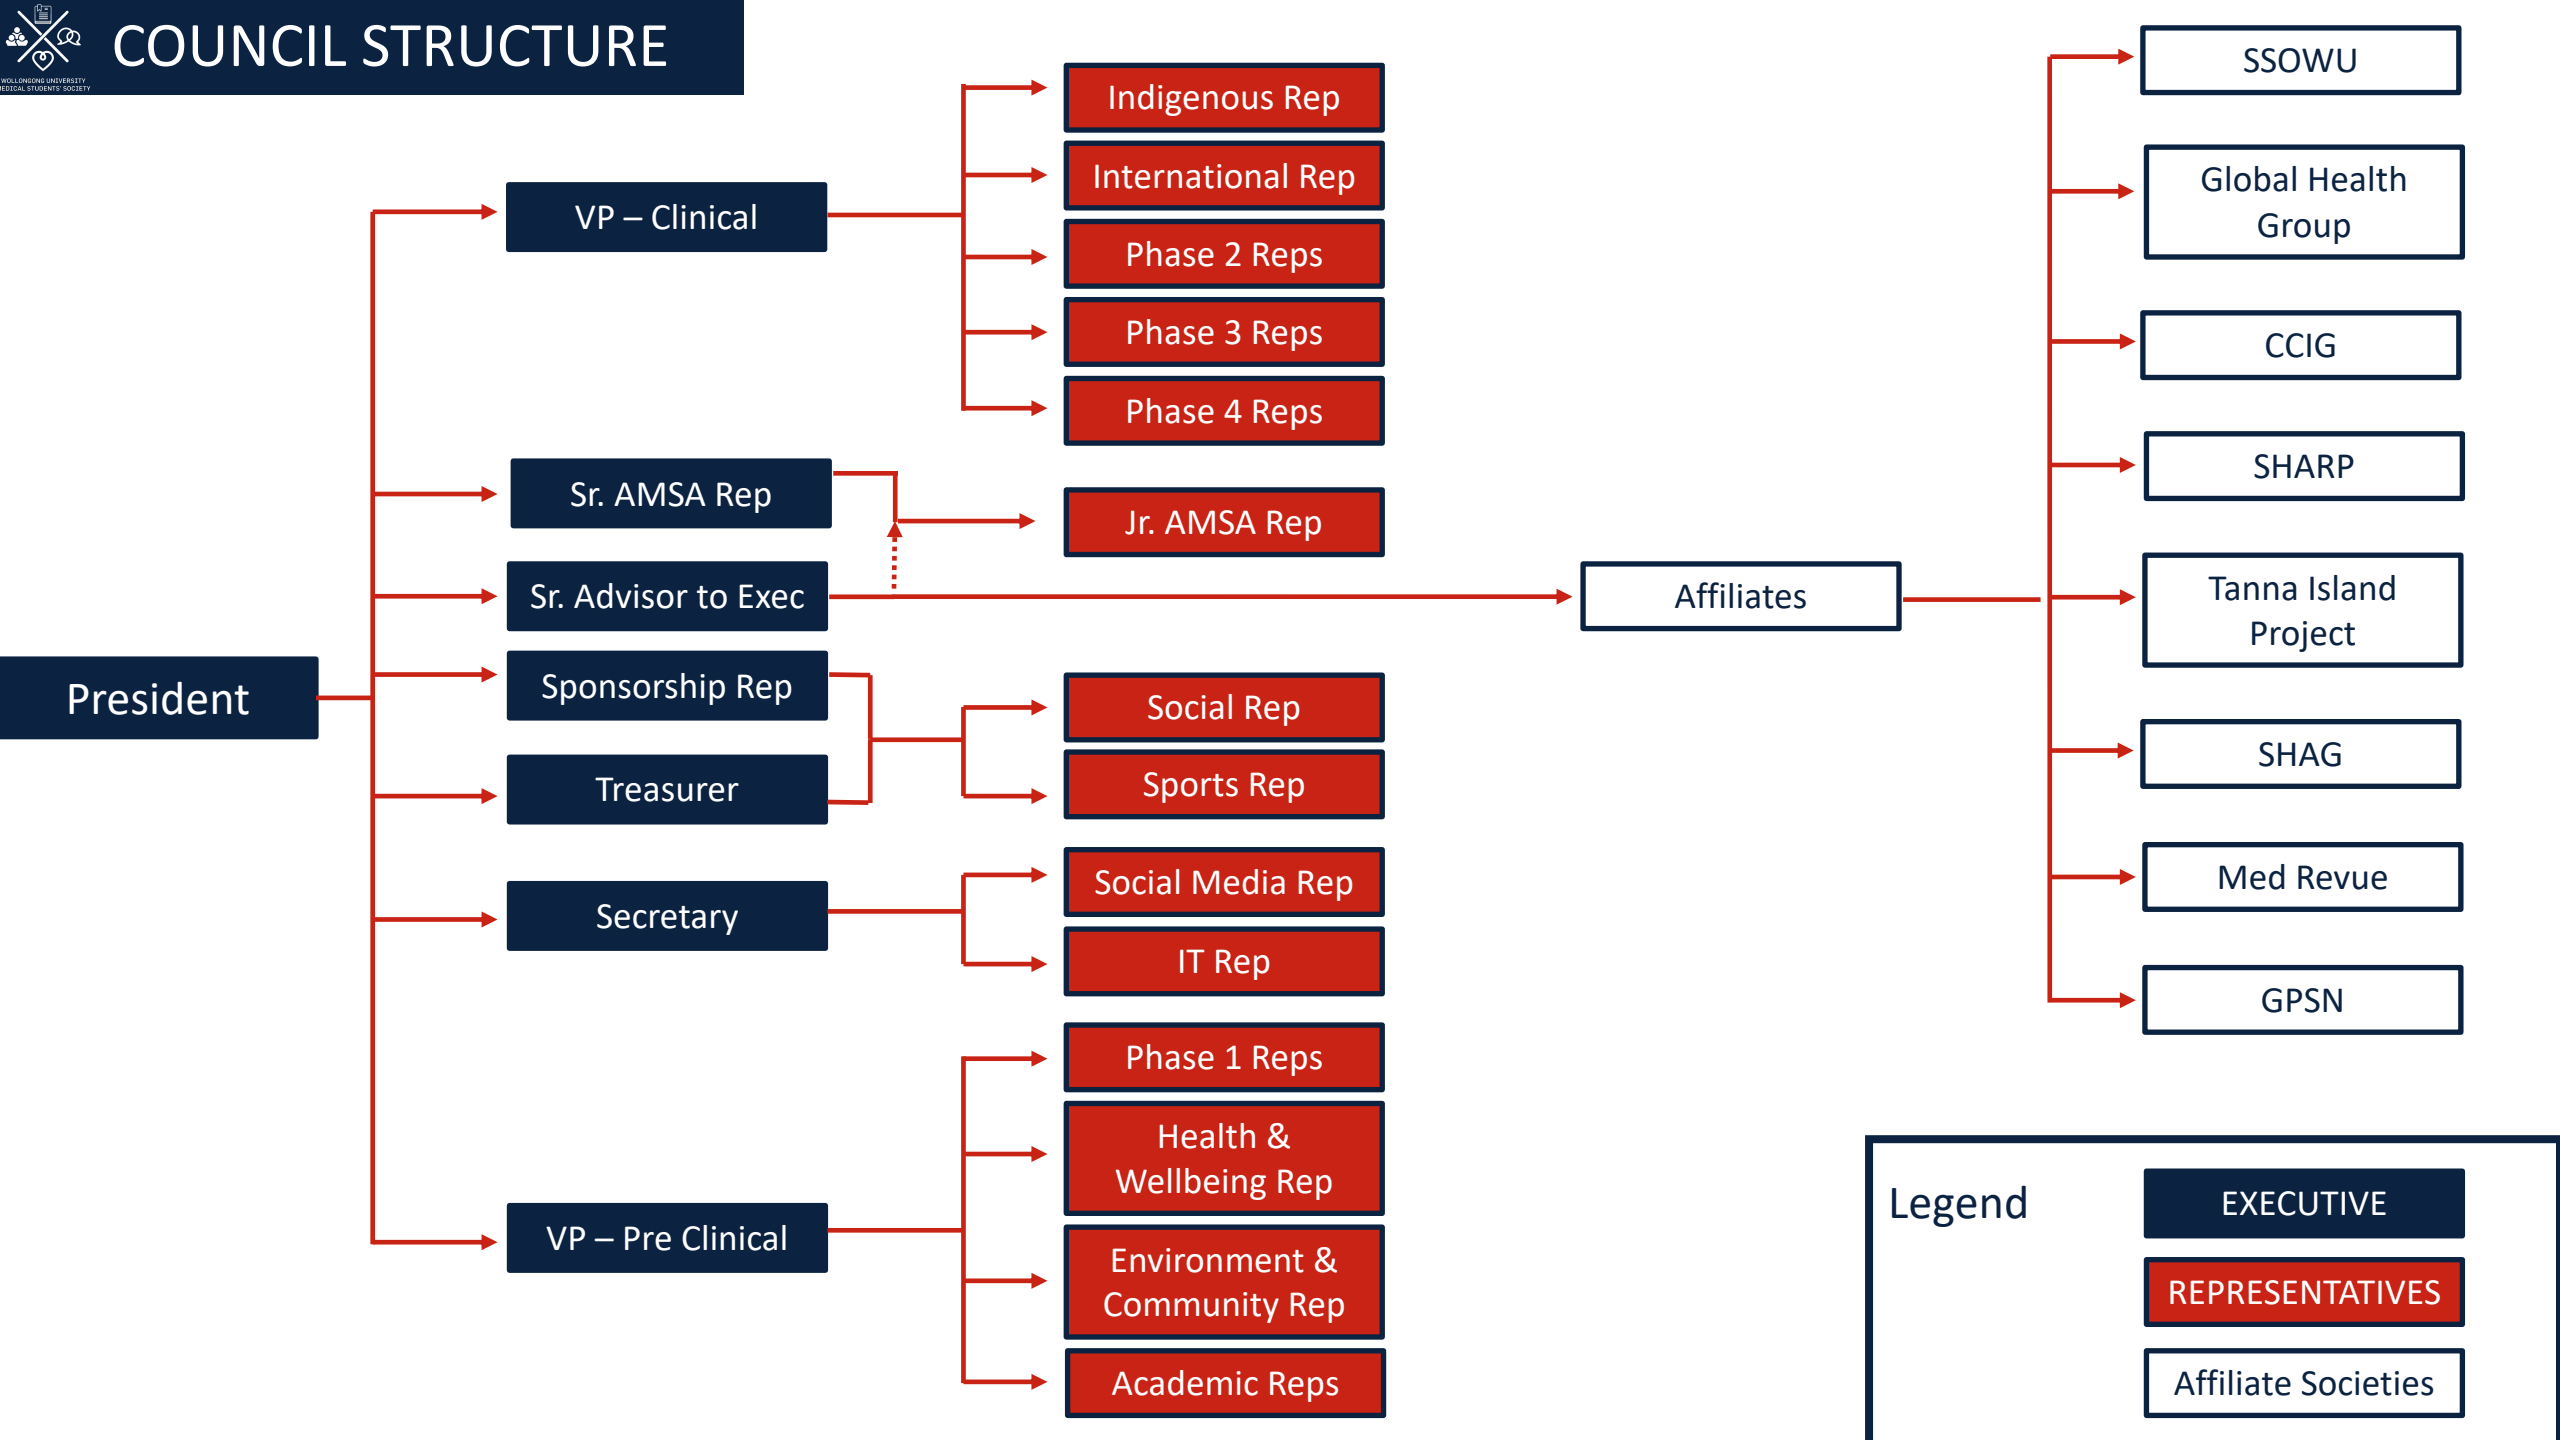 WOLLONGONG UNIVERSITY
MEDICAL STUDENTS' SOCIETY
COUNCIL STRUCTURE
President
VP – Clinical
Sr. AMSA Rep
Sr. Advisor to Exec
Sponsorship Rep
Treasurer
Secretary
VP – Pre Clinical
Indigenous Rep
International Rep
Phase 2 Reps
Phase 3 Reps
Phase 4 Reps
Jr. AMSA Rep
Social Rep
Sports Rep
Social Media Rep
IT Rep
Phase 1 Reps
Health &
Wellbeing Rep
Environment &
Community Rep
Academic Reps
Affiliates
SSOWU
Global Health
Group
CCIG
SHARP
Tanna Island
Project
SHAG
Med Revue
GPSN
Legend
EXECUTIVE
REPRESENTATIVES
Affiliate Societies